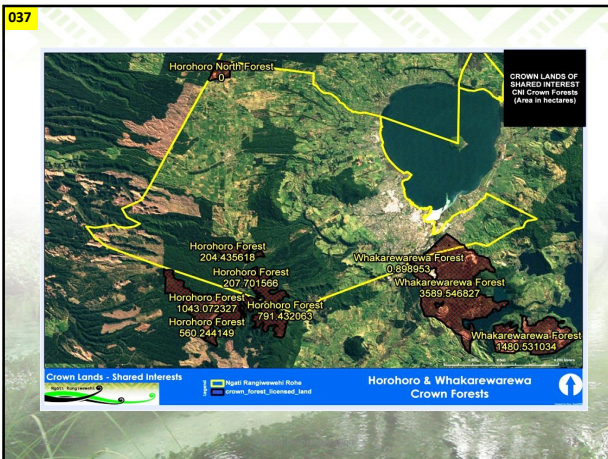 037
CROWN LANDS OF
SHARED INTEREST
CNI Crown Forests
(Area in hectares)
Horohoro North Forest
0
Horohoro Forest
204.435618
Horohoro Forest
207.701566
Horohoro Forest
1043.072327
Horohoro Forest
791.432063
Horohoro Forest
560.244149
Whakarewarewa Forest
0.898953
Whakarewarewa Forest
3589.546827
Whakarewarewa Forest
1480.531034
Crown Lands - Shared Interests
Ngati Rangiwewehi
legend
Ngati Rangiwewehi Rohe
crown_forest_licensed_land
Horohoro & Whakarewarewa
Crown Forests